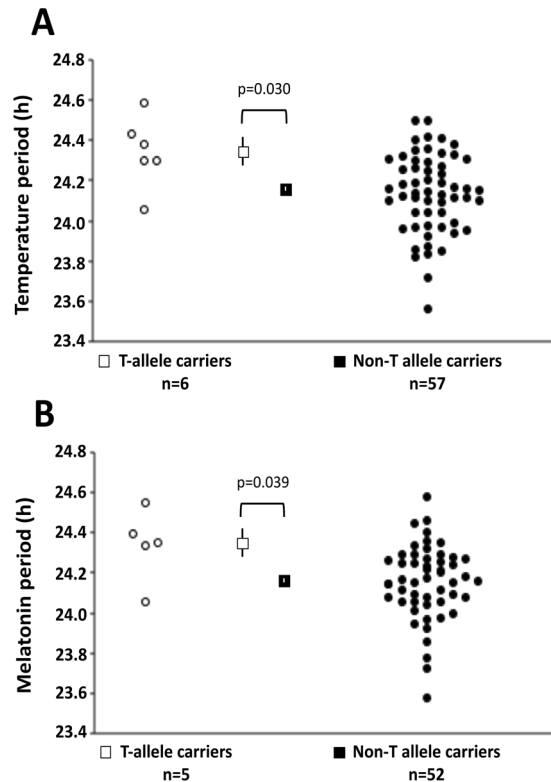 A
Temperature period (h)
24.8
24.6
24.4
24.2
24.0
23.8
23.6
23.4
p=0.030
T-allele carriers
n=6
Non-T allele carriers
n=57
B
Melatonin period (h)
24.8
24.6
24.4
24.2
24.0
23.8
23.6
23.4
p=0.039
T-allele carriers
n=5
Non-T allele carriers
n=52